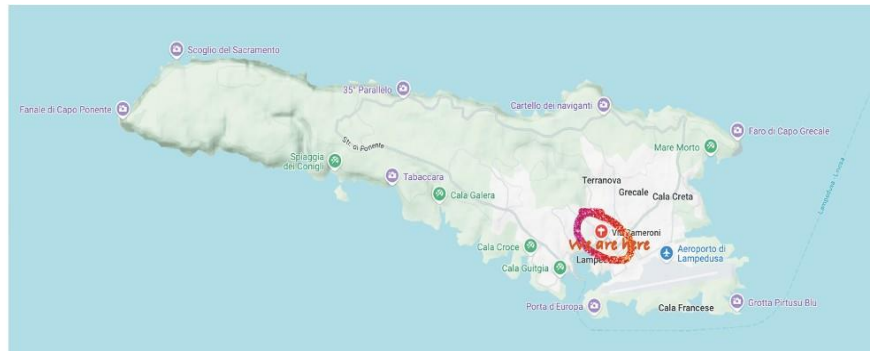 Scoglio del Sacramento
35° Parallelo
Fanale di Capo Ponente
Cartello dei naviganti
Faro di Capo Grecale
Str. di Ponente
Mare Morto
Spiaggia
dei Conigli
Tabaccara
Terranova
Grecale
Cala Creta
Cala Galera
We are here
Cala Croce
Aeroporto di
Lampedusa
Cala Guitgia
Porta d'Europa
Cala Francese
Grotta Pirtusu Blu